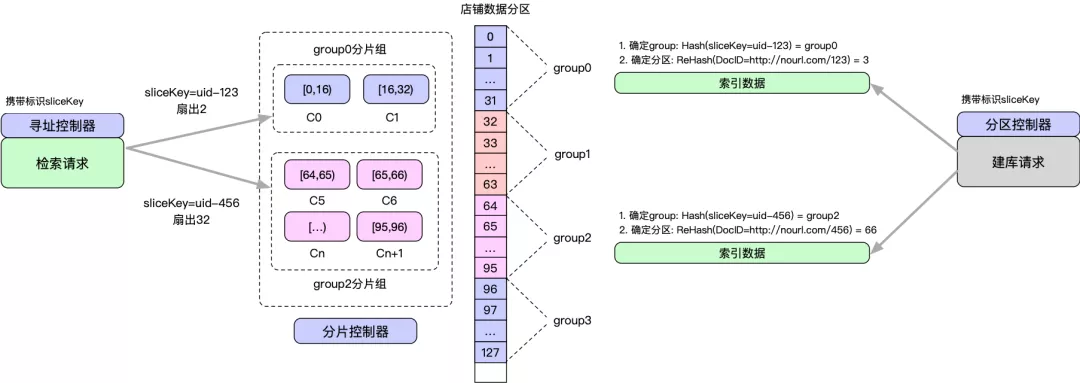 携带标识sliceKey
寻址控制器
检索请求
sliceKey=uid-123
扇出2
sliceKey=uid-456
扇出32
group0分片组
[0,16)
[16,32)
C0
C1
[64,65)
[65,66)
C5
C6
[...)
[95,96)
Cn
Cn+1
group2分片组
分片控制器
店铺数据分区
0
1
...
31
32
33
...
63
64
65
...
95
96
97
...
127
group0
group1
group2
group3
1. 确定group: Hash(sliceKey=uid-123) = group0
2. 确定分区: ReHash(DocID=http://nourl.com/123) = 3
索引数据
1. 确定group: Hash(sliceKey=uid-456) = group2
2. 确定分区: ReHash(DocID=http://nourl.com/456) = 66
索引数据
携带标识sliceKey
分区控制器
建库请求